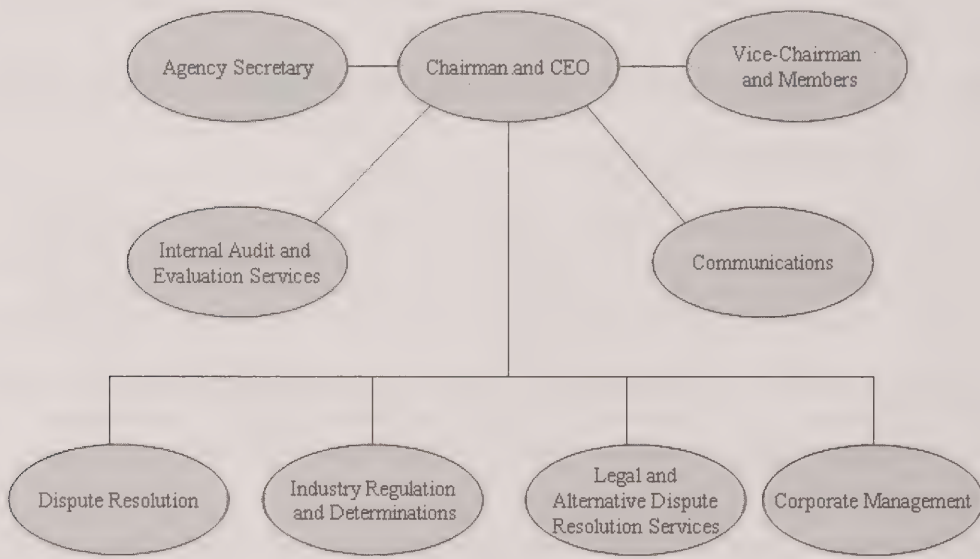 Agency Secretary
Chairman and CEO
Vice-Chairman
and Members
Internal Audit and
Evaluation Services
Communications
Dispute Resolution
Industry Regulation
and Determinations
Legal and
Alternative Dispute
Resolution Services
Corporate Management